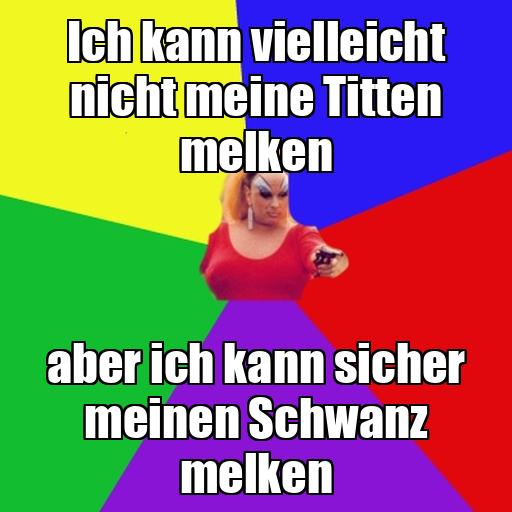 Ich kann vielleicht
nicht meine Titten
melken
aber ich kann sicher
meinen Schwanz
melken